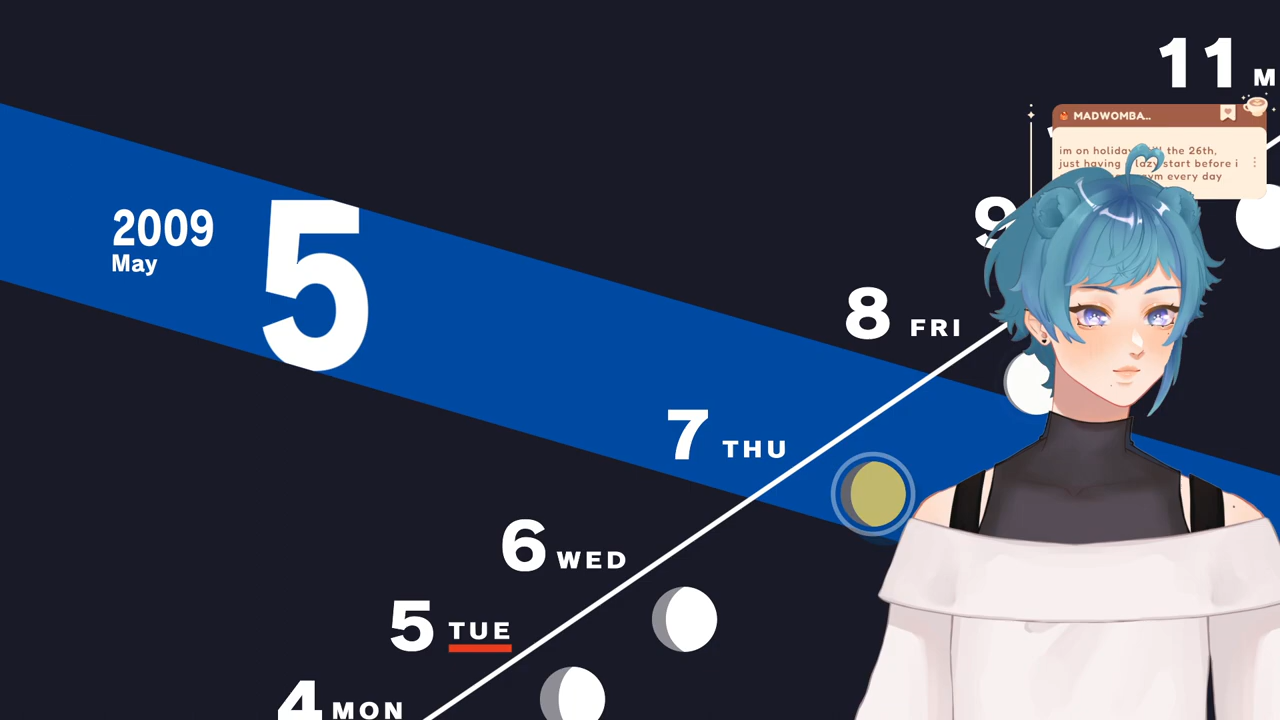 11 M
MADWOMBA...
im on holiday the 26th,
just having lazy start before i
every day
9
2009
May
5
8 FRI
7 THU
6 WED
5 TUE
4 MON